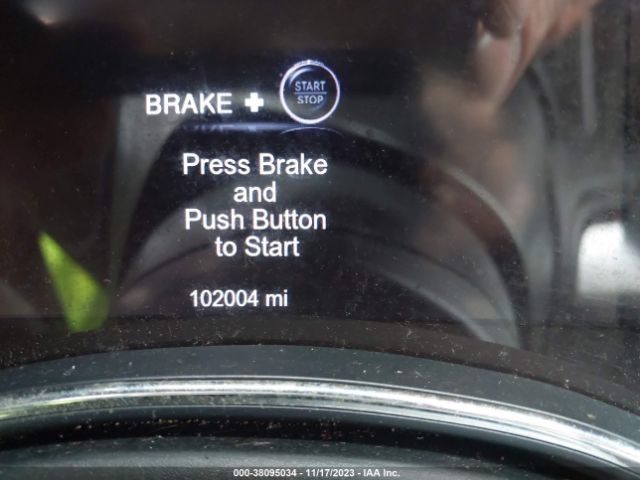 BRAKE + START
STOP
Press Brake
and
Push Button
to Start
102004 mi
000-38095034 - 11/17/2023 - IAA Inc.